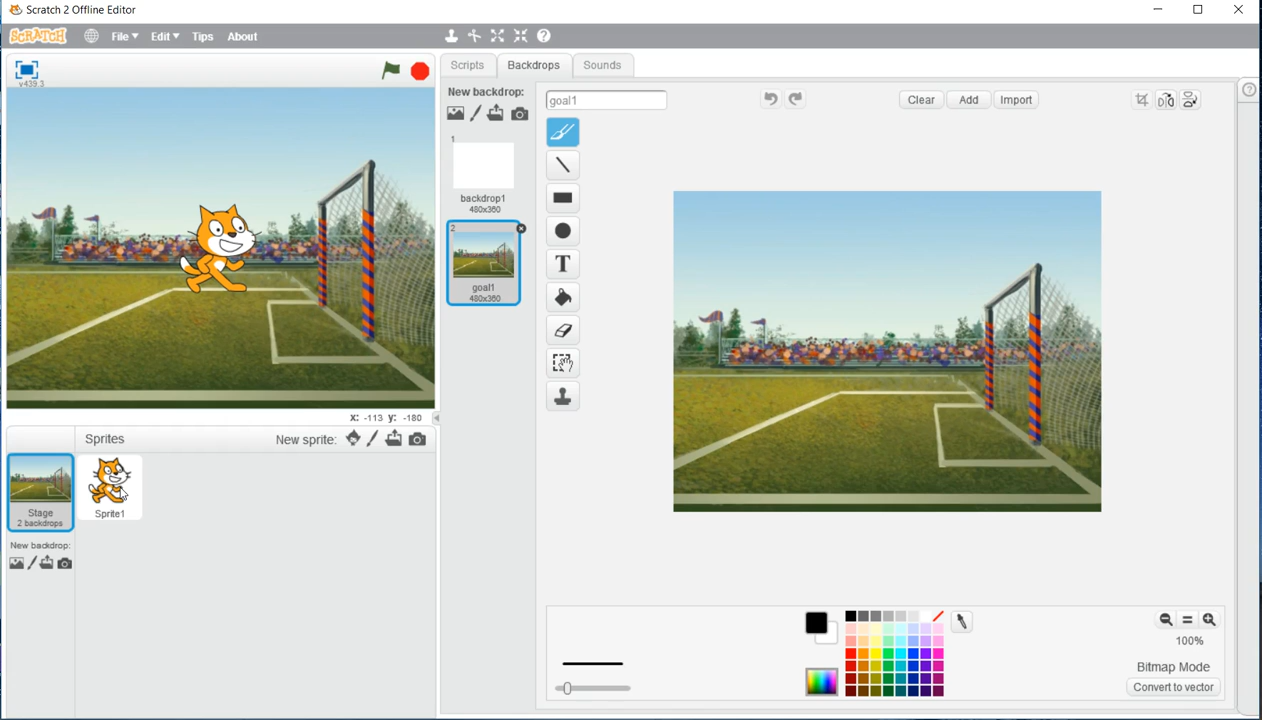 Scratch 2 Offline Editor
SCRATCH File Edit Tips About
v439.3
Scripts Backdrops Sounds
New backdrop:
goal1
Clear Add Import
1
backdrop1
480x360
2
goal1
480x360
T
x: -113 y: -180
Sprites New sprite:
Stage
2 backdrops
Sprite1
New backdrop:
100%
Bitmap Mode
Convert to vector